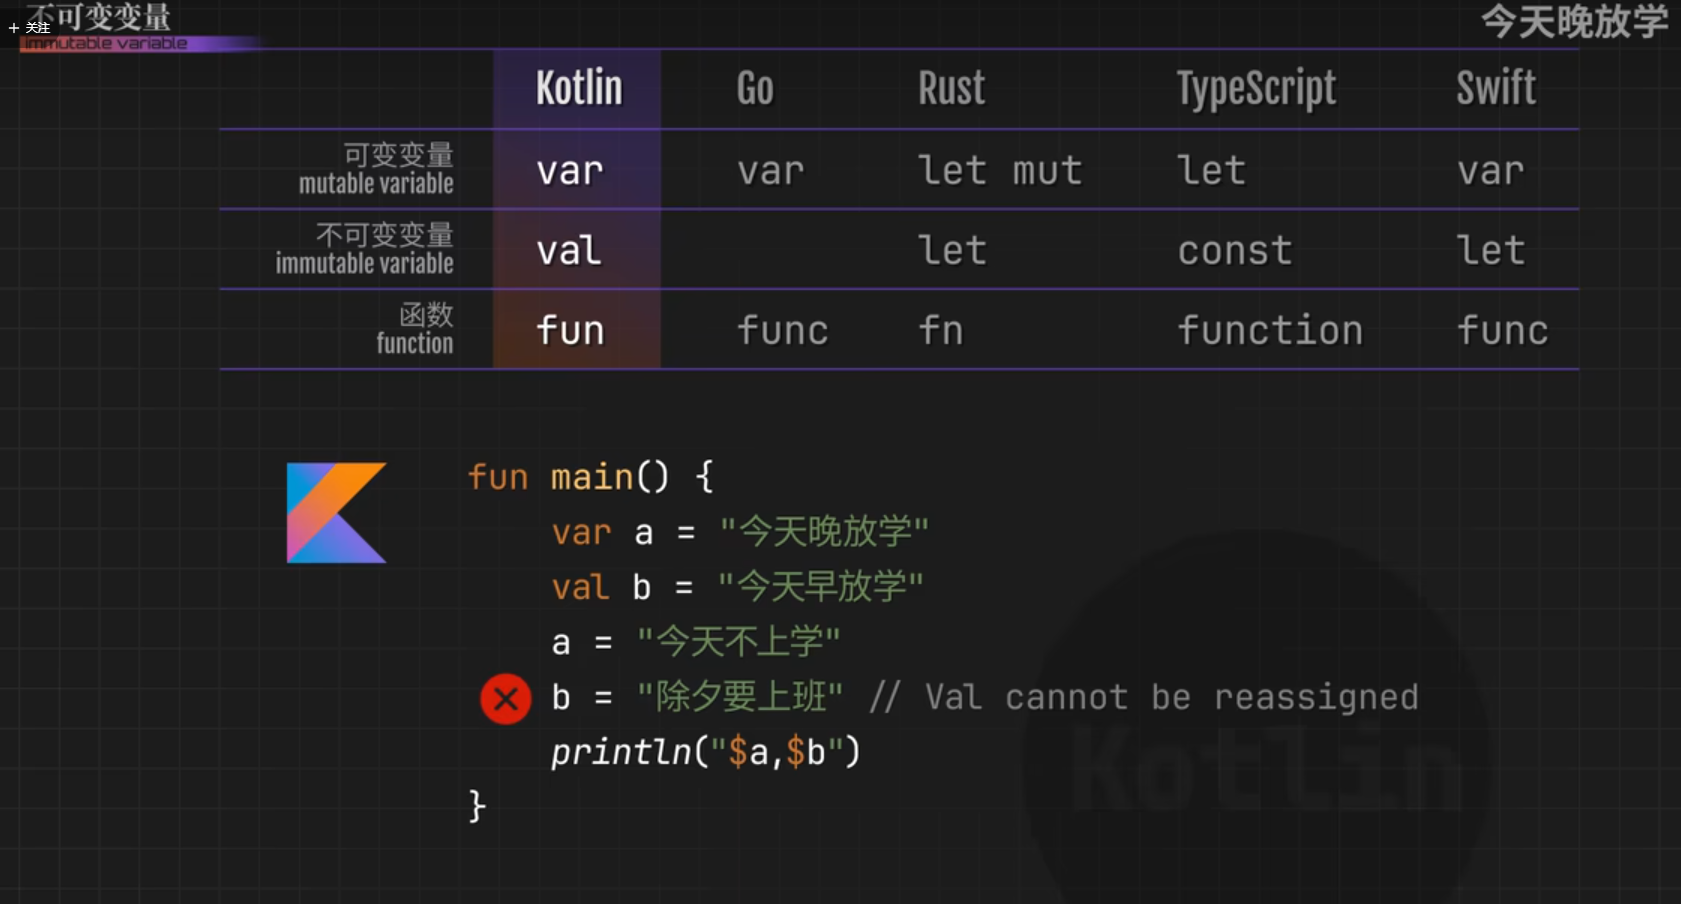 不可变变量
+ 关注
immutable variable
今天晚放学
Kotlin Go Rust TypeScript Swift
可变变量
mutable variable
var var let mut let var
不可变变量
immutable variable
val let const let
函数
function
fun func fn function func
fun main() {
var a = "今天晚放学"
val b = "今天早放学"
a = "今天不上学"
b = "除夕要上班" // Val cannot be reassigned
println("$a,$b")
}
Kotlin